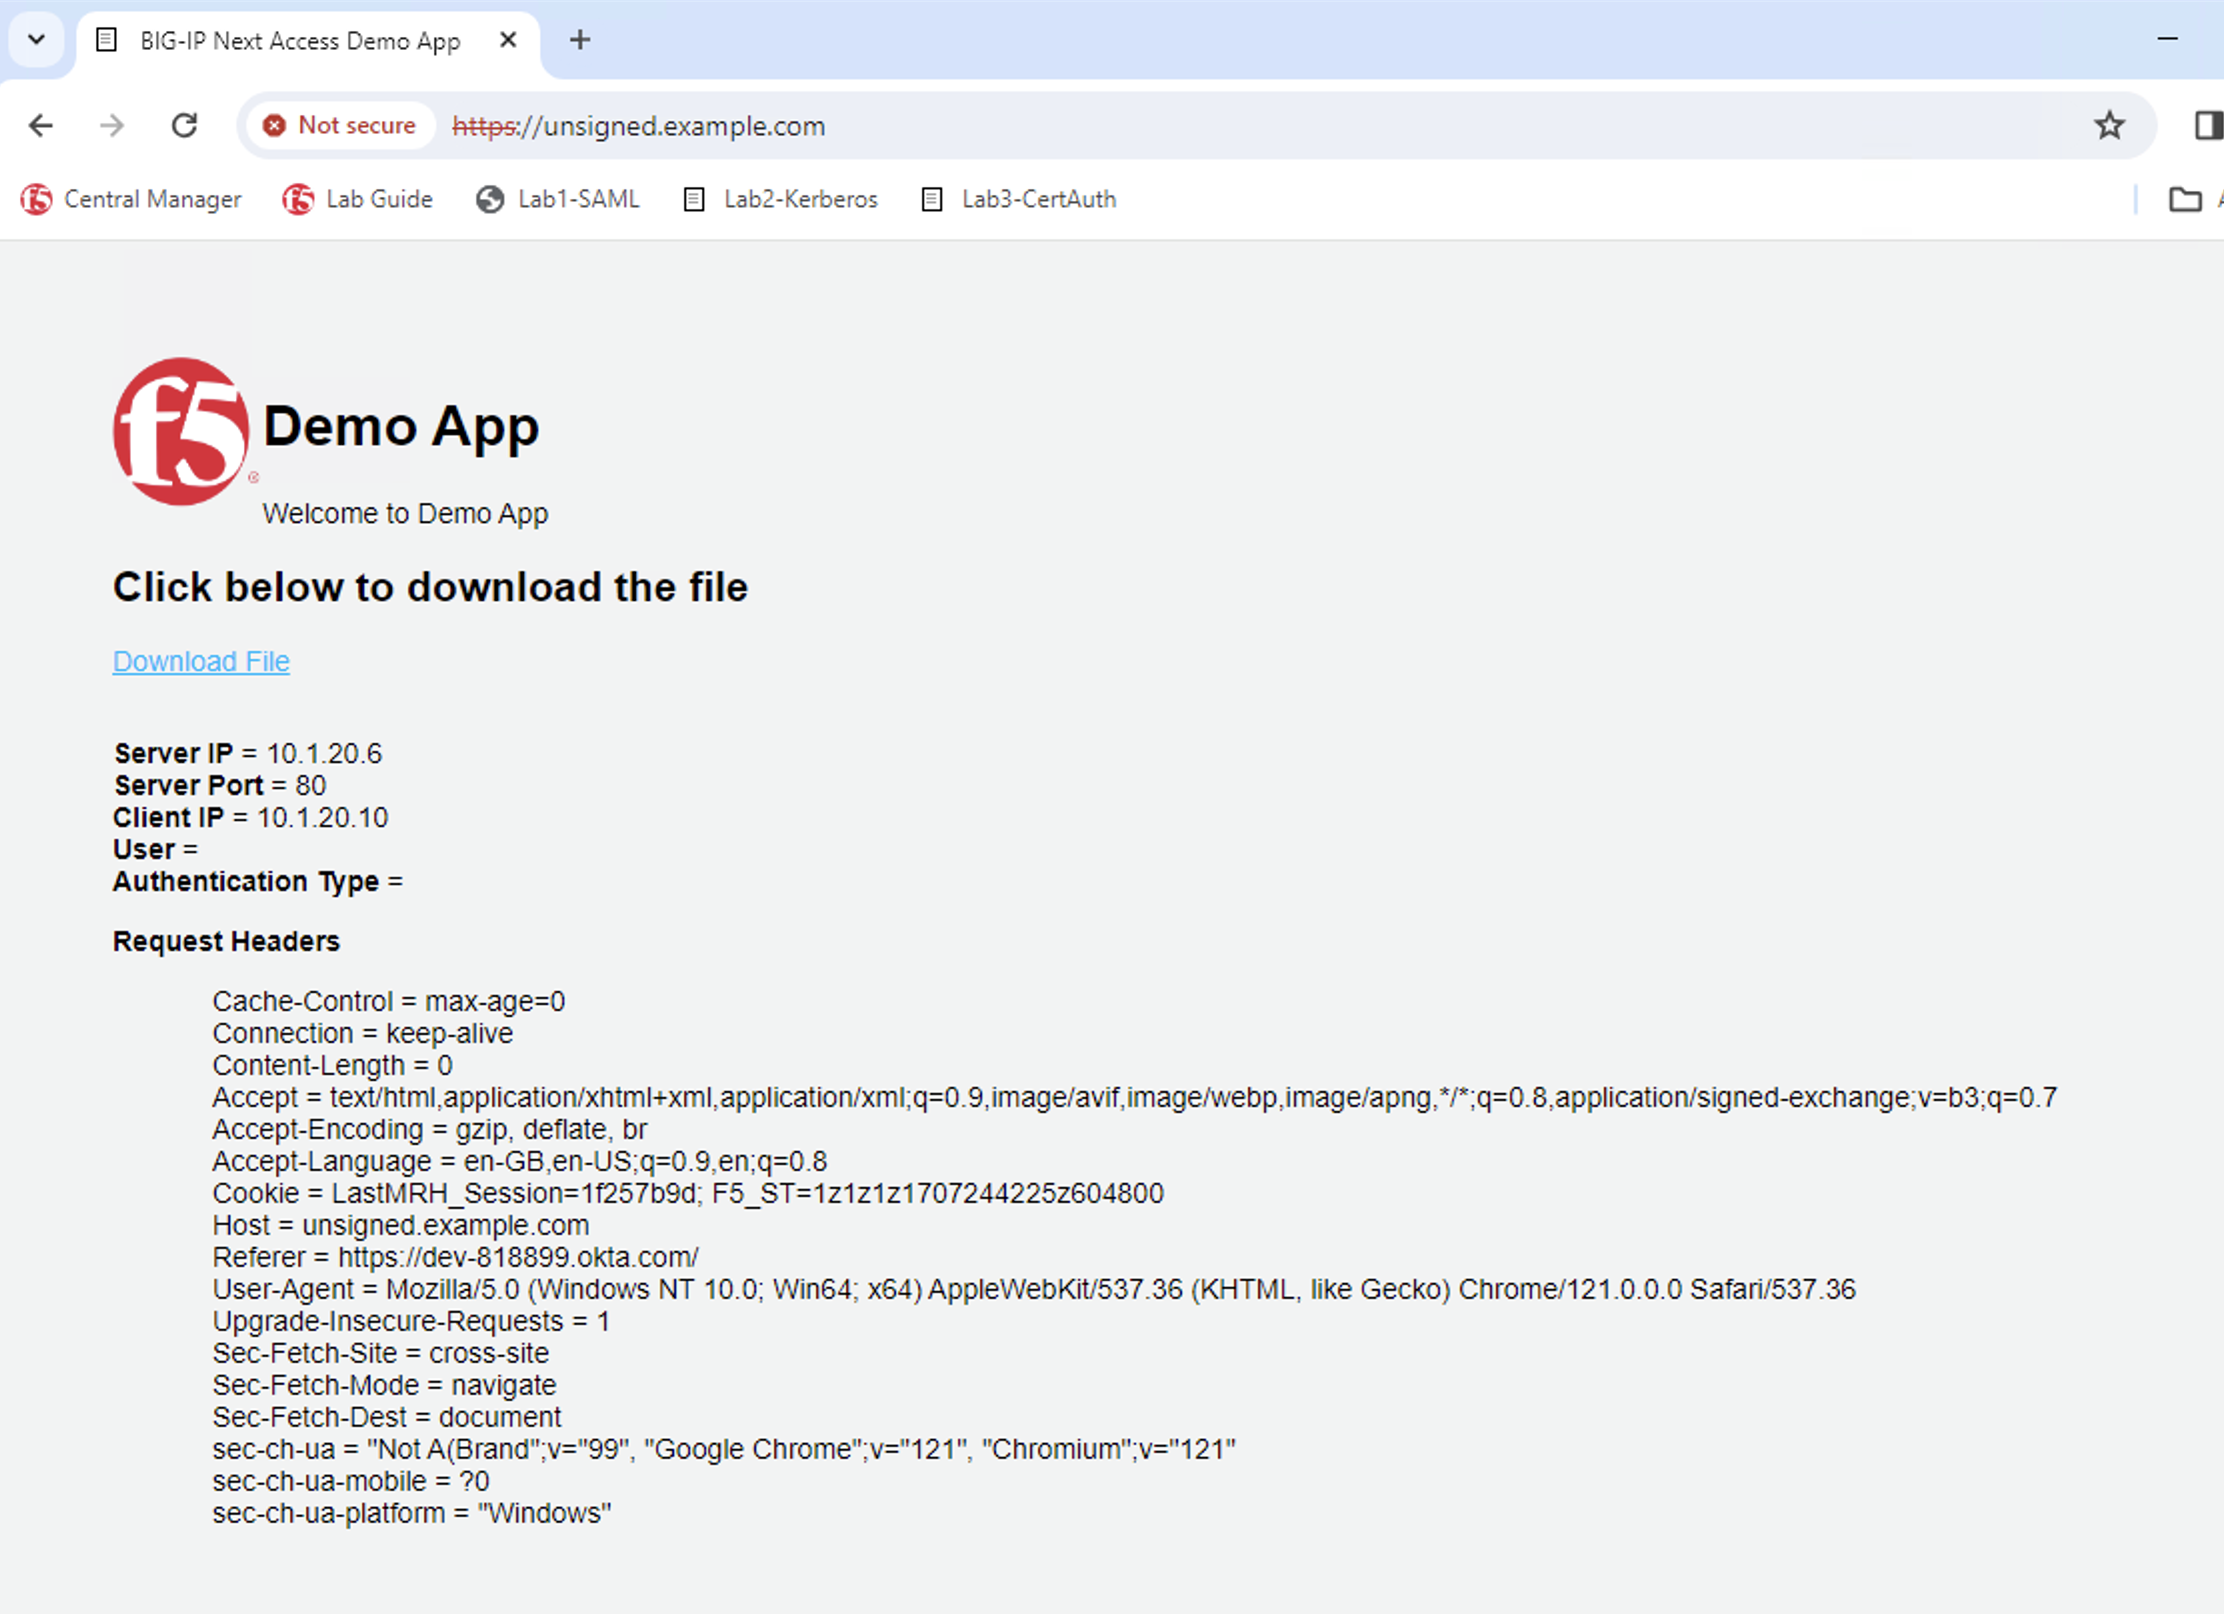 BIG-IP Next Access Demo App
Not secure https://unsigned.example.com
Central Manager Lab Guide Lab1-SAML Lab2-Kerberos Lab3-CertAuth
f5 Demo App
Welcome to Demo App
Click below to download the file
Download File
Server IP = 10.1.20.6
Server Port = 80
Client IP = 10.1.20.10
User =
Authentication Type =
Request Headers
Cache-Control = max-age=0
Connection = keep-alive
Content-Length = 0
Accept = text/html,application/xhtml+xml,application/xml;q=0.9,image/avif,image/webp,image/apng,*/*;q=0.8,application/signed-exchange;v=b3;q=0.7
Accept-Encoding = gzip, deflate, br
Accept-Language = en-GB,en-US;q=0.9,en;q=0.8
Cookie = LastMRH_Session=1f257b9d; F5_ST=1z1z1z1707244225z604800
Host = unsigned.example.com
Referer = https://dev-818899.okta.com/
User-Agent = Mozilla/5.0 (Windows NT 10.0; Win64; x64) AppleWebKit/537.36 (KHTML, like Gecko) Chrome/121.0.0.0 Safari/537.36
Upgrade-Insecure-Requests = 1
Sec-Fetch-Site = cross-site
Sec-Fetch-Mode = navigate
Sec-Fetch-Dest = document
sec-ch-ua = "Not A(Brand";v="99", "Google Chrome";v="121", "Chromium";v="121"
sec-ch-ua-mobile = ?0
sec-ch-ua-platform = "Windows"